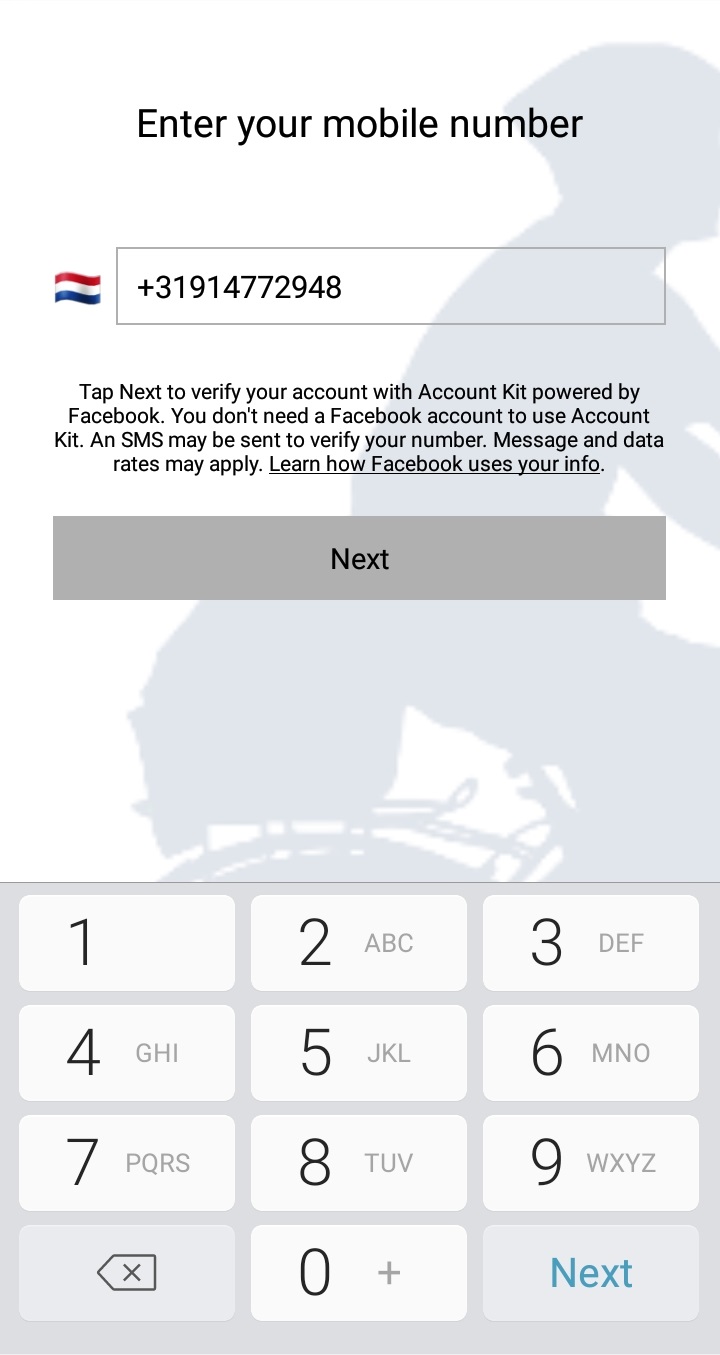 Enter your mobile number
+31914772948
Tap Next to verify your account with Account Kit powered by
Facebook. You don't need a Facebook account to use Account
Kit. An SMS may be sent to verify your number. Message and data
rates may apply. Learn how Facebook uses your info.
Next
1 2 ABC 3 DEF
4 GHI 5 JKL 6 MNO
7 PQRS 8 TUV 9 WXYZ
0 + Next